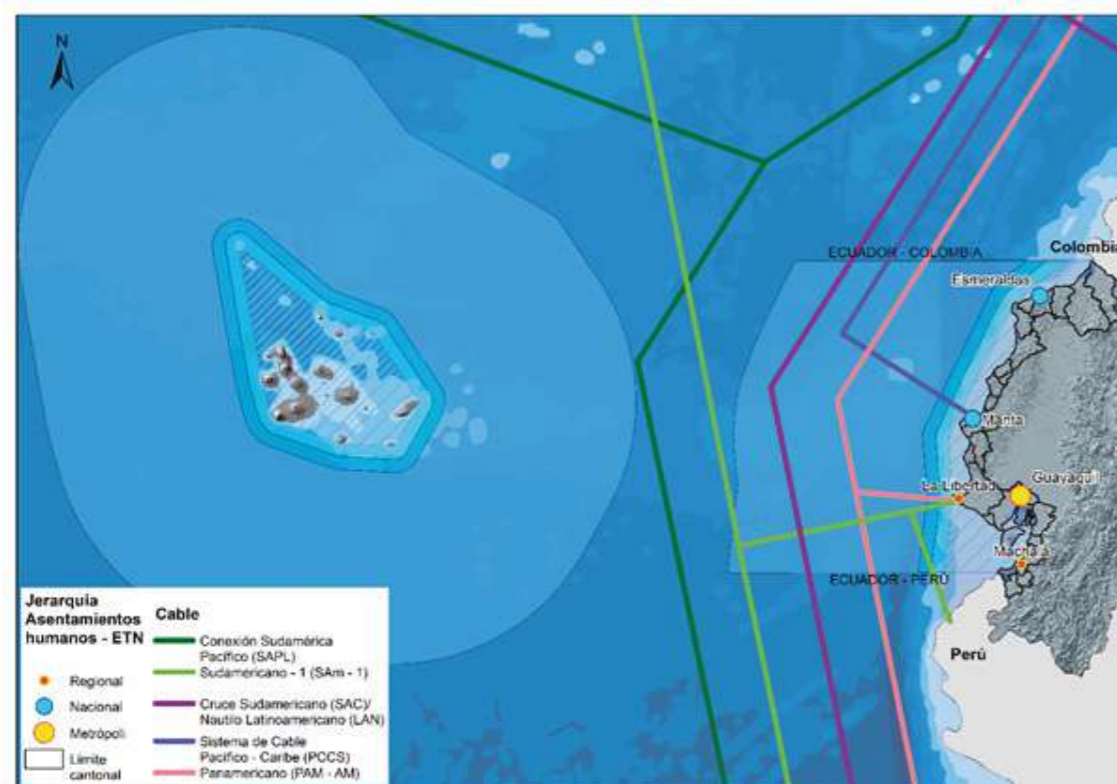 N
ECUADOR - COLOMBIA
Colombia
Esmeraldas
Manta
La Libertad
Guayaquil
Machala
ECUADOR - PERÚ
Perú
Jerarquia
Asentamientos
humanos - ETN
Regional
Nacional
Metrópoli
Límite
cantonal
Cable
Conexión Sudamérica
Pacífico (SAPL)
Sudamericano - 1 (SAm - 1)
Cruce Sudamericano (SAC)/
Nautilo Latinoamericano (LAN)
Sistema de Cable
Pacífico - Caribe (PCCS)
Panamericano (PAM - AM)